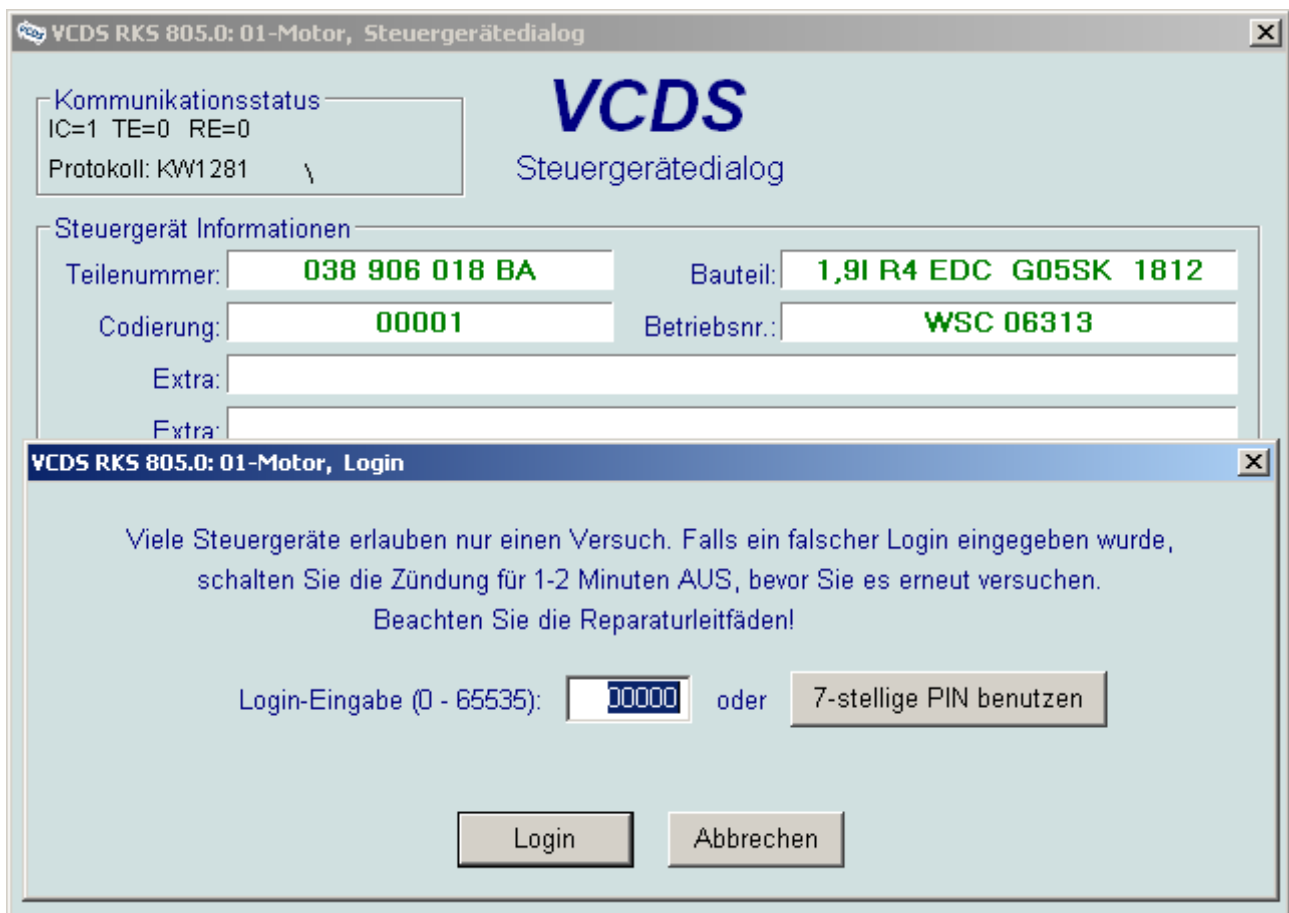 VCDS RKS 805.0: 01-Motor, Steuergerätedialog
Kommunikationsstatus
IC=1 TE=0 RE=0
Protokoll: KW1281 \
VCDS
Steuergerätedialog
Steuergerät Informationen
Teilenummer: 038 906 018 BA Bauteil: 1,9l R4 EDC G05SK 1812
Codierung: 00001 Betriebsnr.: WSC 06313
Extra:
Extra:
VCDS RKS 805.0: 01-Motor, Login
Viele Steuergeräte erlauben nur einen Versuch. Falls ein falscher Login eingegeben wurde,
schalten Sie die Zündung für 1-2 Minuten AUS, bevor Sie es erneut versuchen.
Beachten Sie die Reparaturleitfäden!
Login-Eingabe (0 - 65535): 00000 oder 7-stellige PIN benutzen
Login Abbrechen